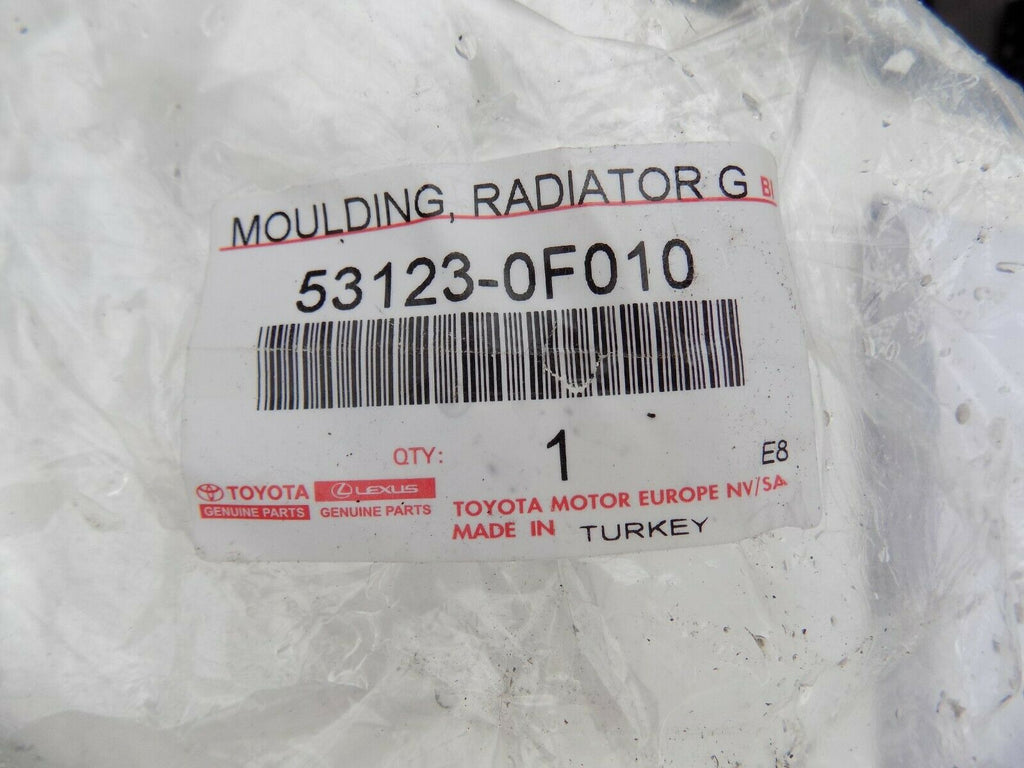 MOULDING, RADIATOR G
53123-0F010
QTY: 1 E8
TOYOTA LEXUS
GENUINE PARTS GENUINE PARTS
TOYOTA MOTOR EUROPE NV/SA
MADE IN TURKEY